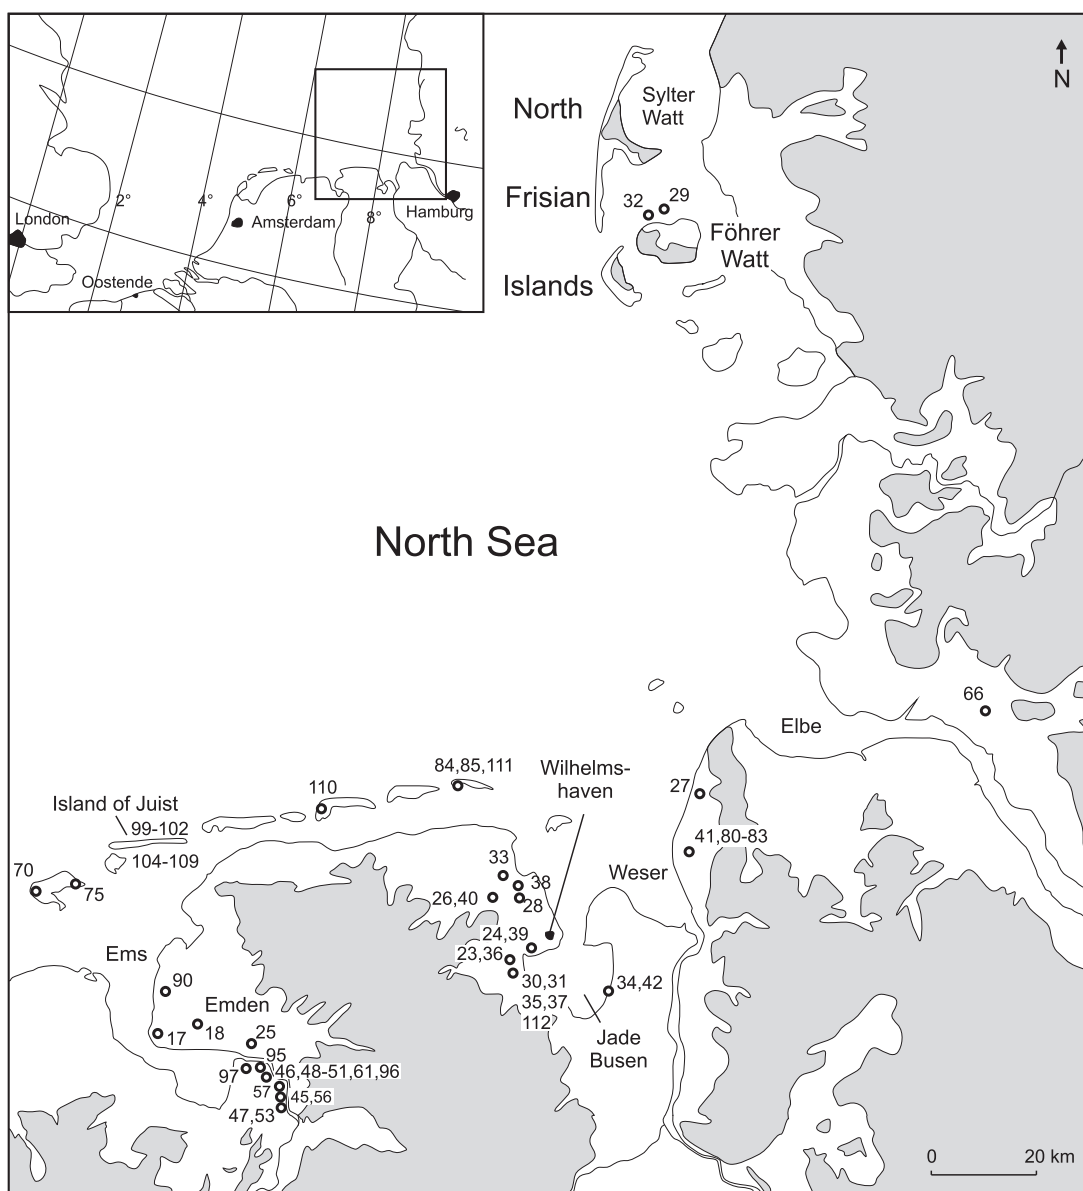 N
2°
4°
6°
8°
London
Amsterdam
Hamburg
Oostende
North
Frisian
Islands
Sylter
Watt
32
29
Föhrer
Watt
North Sea
66
Elbe
84,85,111
Wilhelms-
haven
110
27
Island of Juist
99-102
104-109
41,80-83
70
75
33
38
26,40
28
Weser
24,39
23,36
30,31
35,37
112
34,42
Jade
Busen
Ems
90
Emden
17
18
25
95
97
46,48-51,61,96
57
45,56
47,53
0
20 km